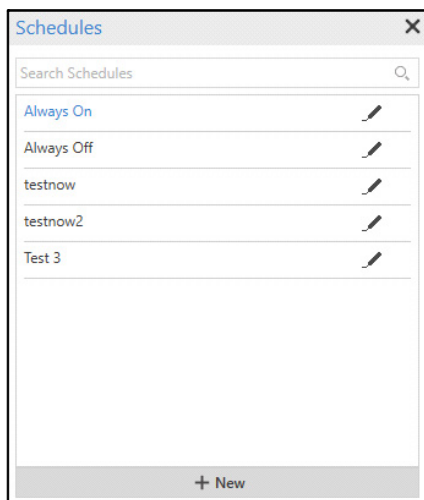 Schedules
Search Schedules
Always On
Always Off
testnow
testnow2
Test 3
+ New